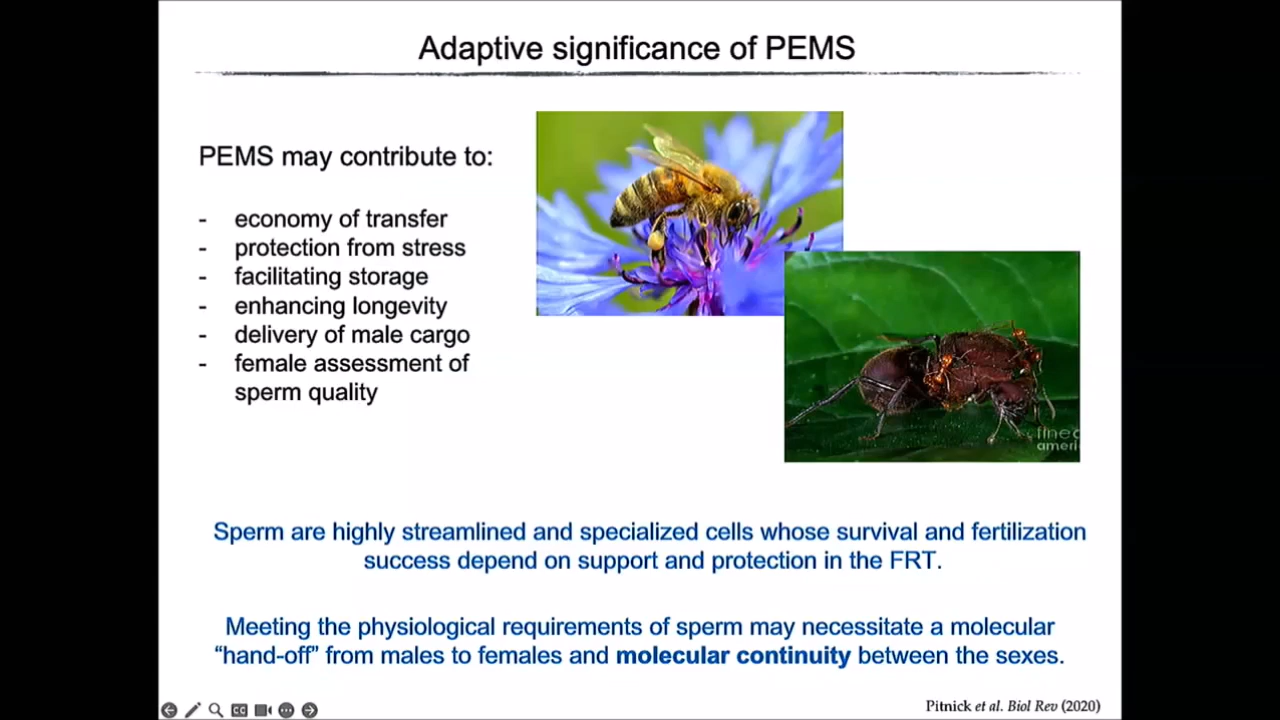 Adaptive significance of PEMS
PEMS may contribute to:
- economy of transfer
- protection from stress
- facilitating storage
- enhancing longevity
- delivery of male cargo
- female assessment of
sperm quality
fine
ameri
Sperm are highly streamlined and specialized cells whose survival and fertilization
success depend on support and protection in the FRT.
Meeting the physiological requirements of sperm may necessitate a molecular
“hand-off” from males to females and molecular continuity between the sexes.
CC
Pitnick et al. Biol Rev (2020)